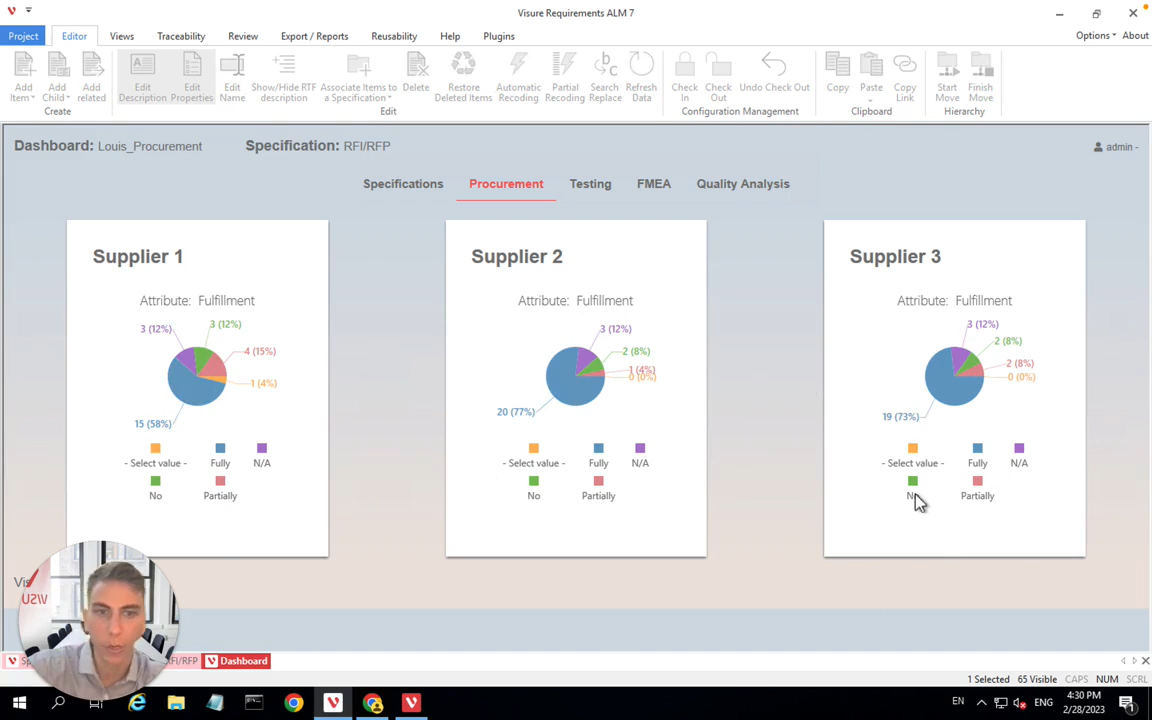 Visure Requirements ALM 7
Project Editor Views Traceability Review Export / Reports Reusability Help Plugins Options About
Add Item Add Child Add related Edit Description Edit Properties Edit Name Show/Hide RTF description Associate Items to a Specification Delete Restore Deleted Items Automatic Recoding Partial Recoding Search Replace Refresh Data Check In Check Out Undo Check Out Copy Paste Copy Link Start Move Finish Move
Create Edit Configuration Management Clipboard Hierarchy
Dashboard: Louis_Procurement Specification: RFI/RFP admin -
Specifications Procurement Testing FMEA Quality Analysis
Supplier 1
Attribute: Fulfillment
3 (12%) 3 (12%)
4 (15%)
1 (4%)
15 (58%)
- Select value - Fully N/A
No Partially
Supplier 2
Attribute: Fulfillment
3 (12%)
2 (8%)
1 (4%)
0 (0%)
20 (77%)
- Select value - Fully N/A
No Partially
Supplier 3
Attribute: Fulfillment
3 (12%)
2 (8%)
2 (8%)
0 (0%)
19 (73%)
- Select value - Fully N/A
Partially
RFI/RFP Dashboard
1 Selected 65 Visible CAPS NUM SCRL
EN ENG 4:30 PM
2/28/2023